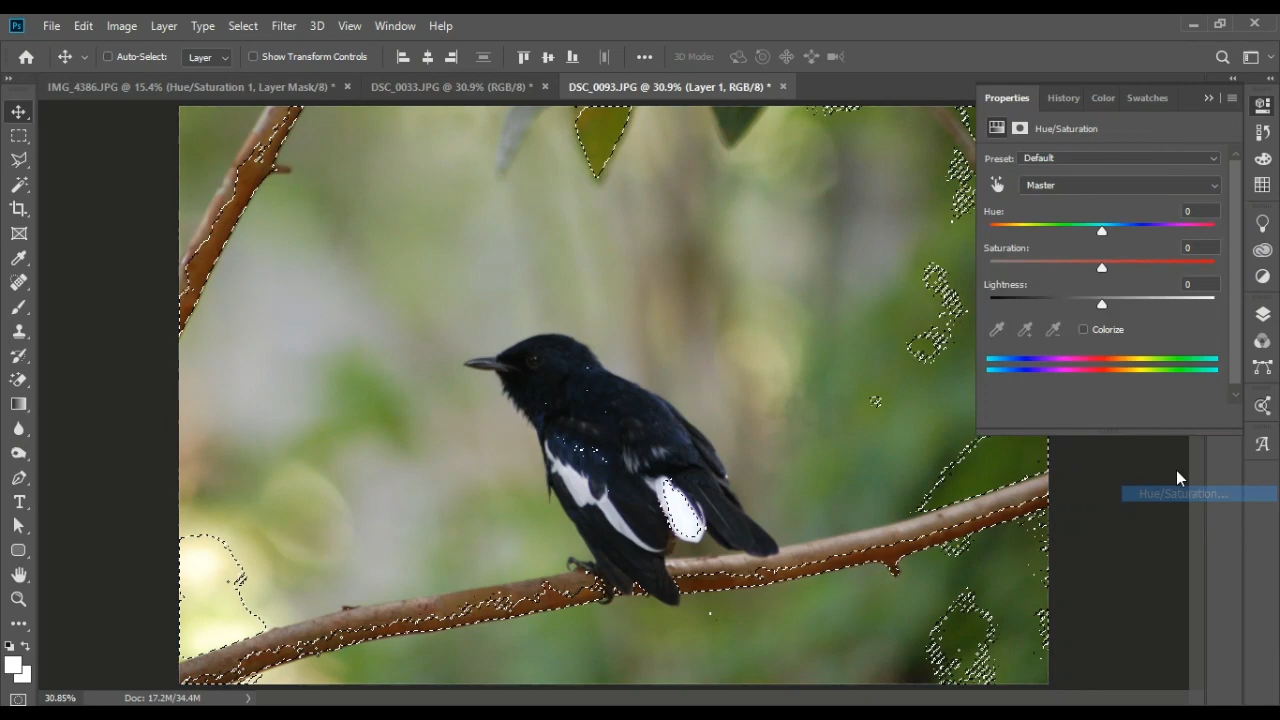 Ps File Edit Image Layer Type Select Filter 3D View Window Help
Auto-Select: Layer Show Transform Controls 3D Mode:
IMG_4386.JPG @ 15.4% (Hue/Saturation 1, Layer Mask/8) * × DSC_0033.JPG @ 30.9% (RGB/8) * × DSC_0093.JPG @ 30.9% (Layer 1, RGB/8) * ×
Properties History Color Swatches
Hue/Saturation
Preset: Default
Master
Hue: 0
Saturation: 0
Lightness: 0
Colorize
Hue/Saturation...
30.85% Doc: 17.2M/34.4M